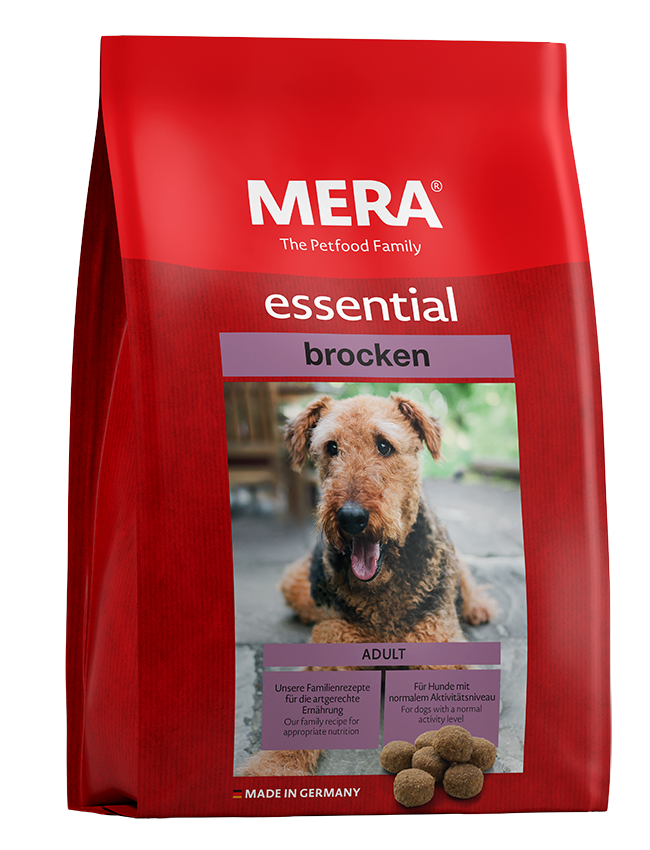 MERA®
The Petfood Family
essential
brocken
ADULT
Unsere Familienrezepte
für die artgerechte
Ernährung
Our family recipe for
appropriate nutrition
Für Hunde mit
normalem Aktivitätsniveau
For dogs with a normal
activity level
MADE IN GERMANY